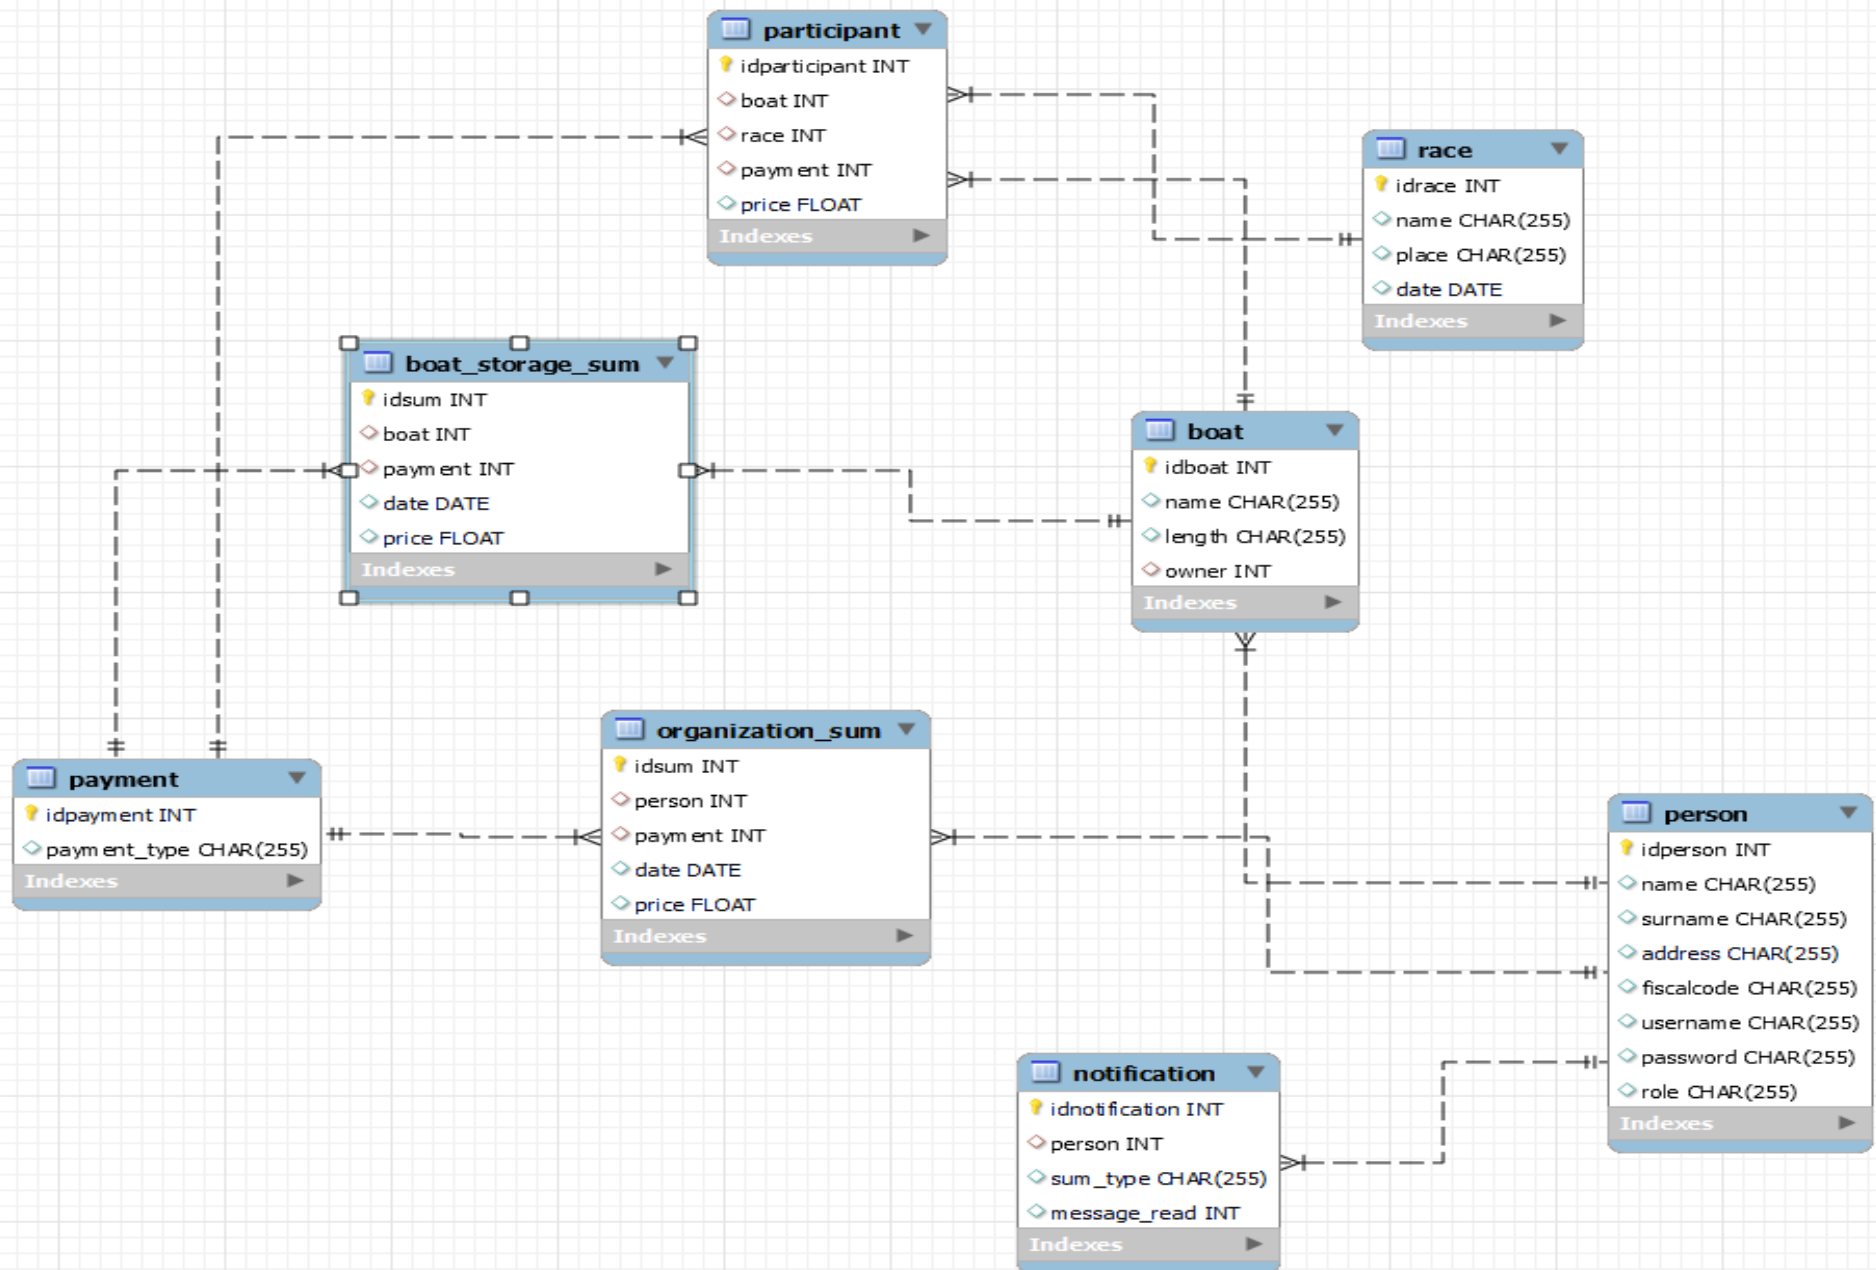 participant
idparticipant INT
boat INT
race INT
payment INT
price FLOAT
Indexes
race
idrace INT
name CHAR(255)
place CHAR(255)
date DATE
Indexes
boat_storage_sum
idsum INT
boat INT
payment INT
date DATE
price FLOAT
Indexes
boat
idboat INT
name CHAR(255)
length CHAR(255)
owner INT
Indexes
payment
idpayment INT
payment_type CHAR(255)
Indexes
organization_sum
idsum INT
person INT
payment INT
date DATE
price FLOAT
Indexes
person
idperson INT
name CHAR(255)
surname CHAR(255)
address CHAR(255)
fiscalcode CHAR(255)
username CHAR(255)
password CHAR(255)
role CHAR(255)
Indexes
notification
idnotification INT
person INT
sum_type CHAR(255)
message_read INT
Indexes